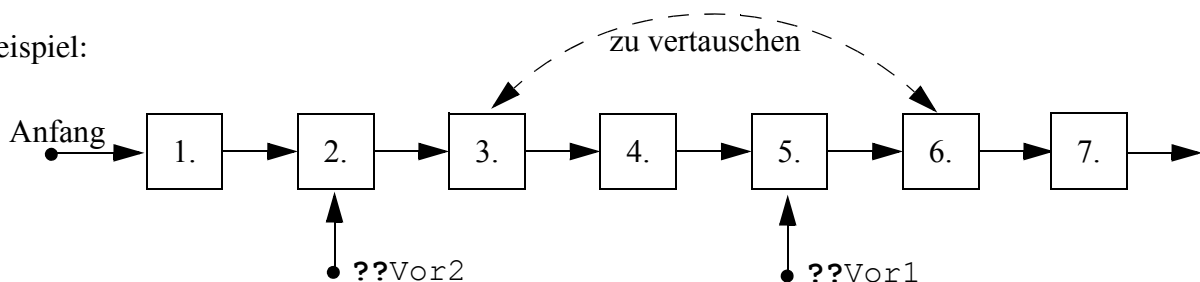 zu vertauschen
eispiel:
Anfang
1. 2. 3. 4. 5. 6. 7.
??Vor2 ??Vor1